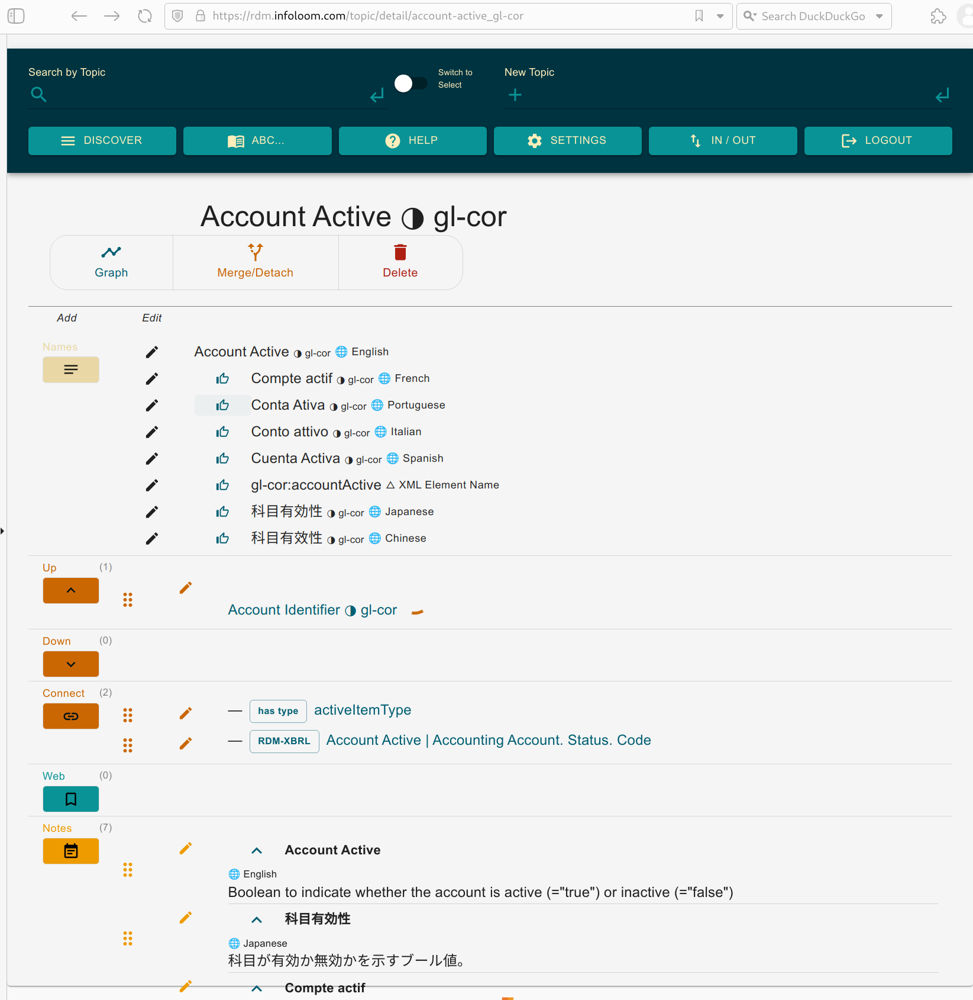 https://rdm.infoloom.com/topic/detail/account-active_gl-cor
Search DuckDuckGo
Search by Topic
Switch to
Select
New Topic
DISCOVER
ABC...
HELP
SETTINGS
IN / OUT
LOGOUT
Account Active ◑ gl-cor
Graph
Merge/Detach
Delete
Add
Edit
Names
Account Active ◑ gl-cor 🌐 English
Compte actif ◑ gl-cor 🌐 French
Conta Ativa ◑ gl-cor 🌐 Portuguese
Conto attivo ◑ gl-cor 🌐 Italian
Cuenta Activa ◑ gl-cor 🌐 Spanish
gl-cor:accountActive △ XML Element Name
科目有効性 ◑ gl-cor 🌐 Japanese
科目有效性 ◑ gl-cor 🌐 Chinese
Up (1)
Account Identifier ◑ gl-cor
Down (0)
Connect (2)
— has type activeItemType
— RDM-XBRL Account Active | Accounting Account. Status. Code
Web (0)
Notes (7)
Account Active
🌐 English
Boolean to indicate whether the account is active (="true") or inactive (="false")
科目有効性
🌐 Japanese
科目が有効か無効かを示すブール値。
Compte actif